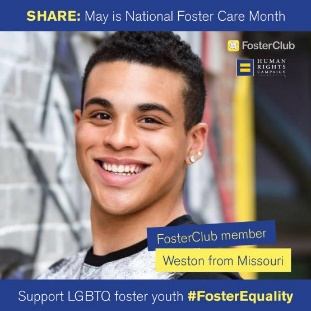 SHARE: May is National Foster Care Month
FosterClub
HUMAN
RIGHTS
CAMPAIGN
FosterClub member
Weston from Missouri
Support LGBTQ foster youth #FosterEquality